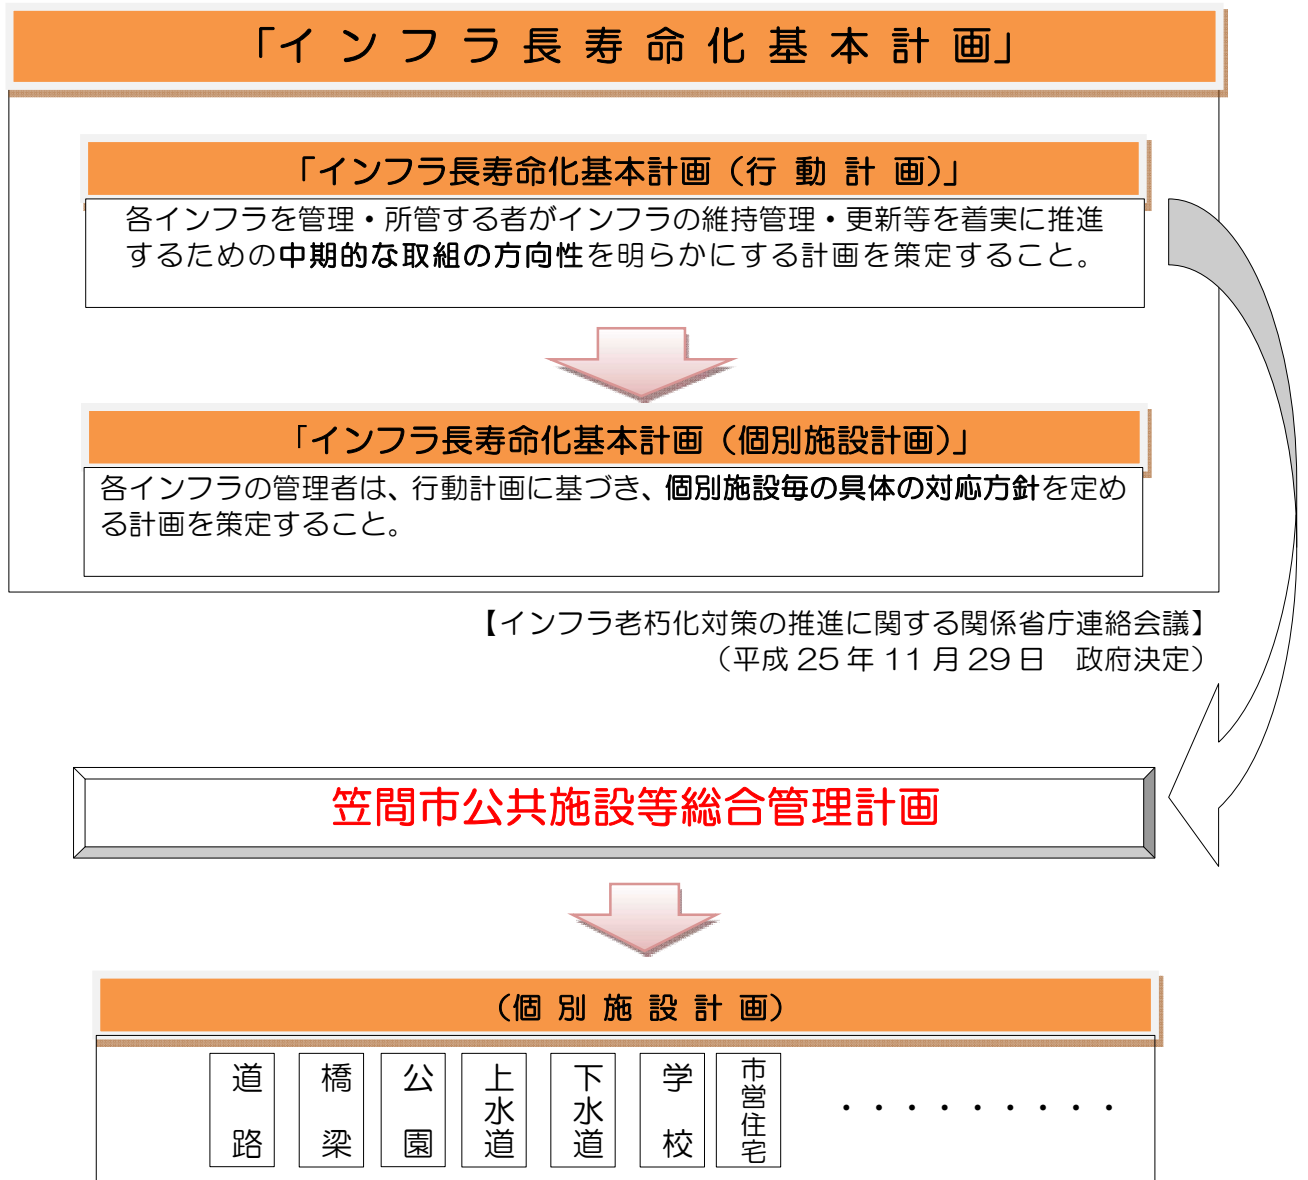 「インフラ長寿命化基本計画」
「インフラ長寿命化基本計画（行動計画）」
各インフラを管理・所管する者がインフラの維持管理・更新等を着実に推進
するための中期的な取組の方向性を明らかにする計画を策定すること。
「インフラ長寿命化基本計画（個別施設計画）」
各インフラの管理者は、行動計画に基づき、個別施設毎の具体の対応方針を定め
る計画を策定すること。
【インフラ老朽化対策の推進に関する関係省庁連絡会議】
（平成25年11月29日　政府決定）
笠間市公共施設等総合管理計画
（個別施設計画）
道路
橋梁
公園
上水道
下水道
学校
市営住宅
・・・・・・・・・